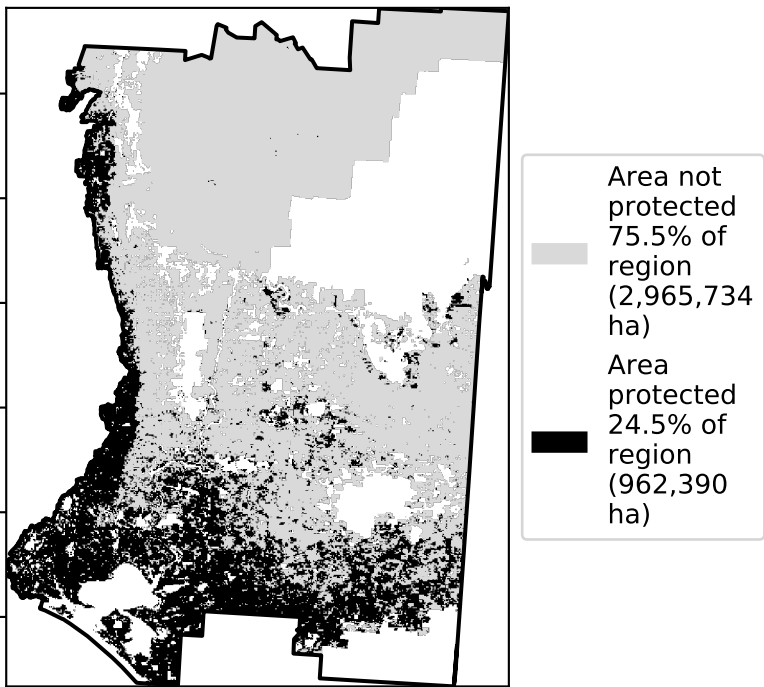 Area not
protected
75.5% of
region
(2,965,734
ha)
Area
protected
24.5% of
region
(962,390
ha)